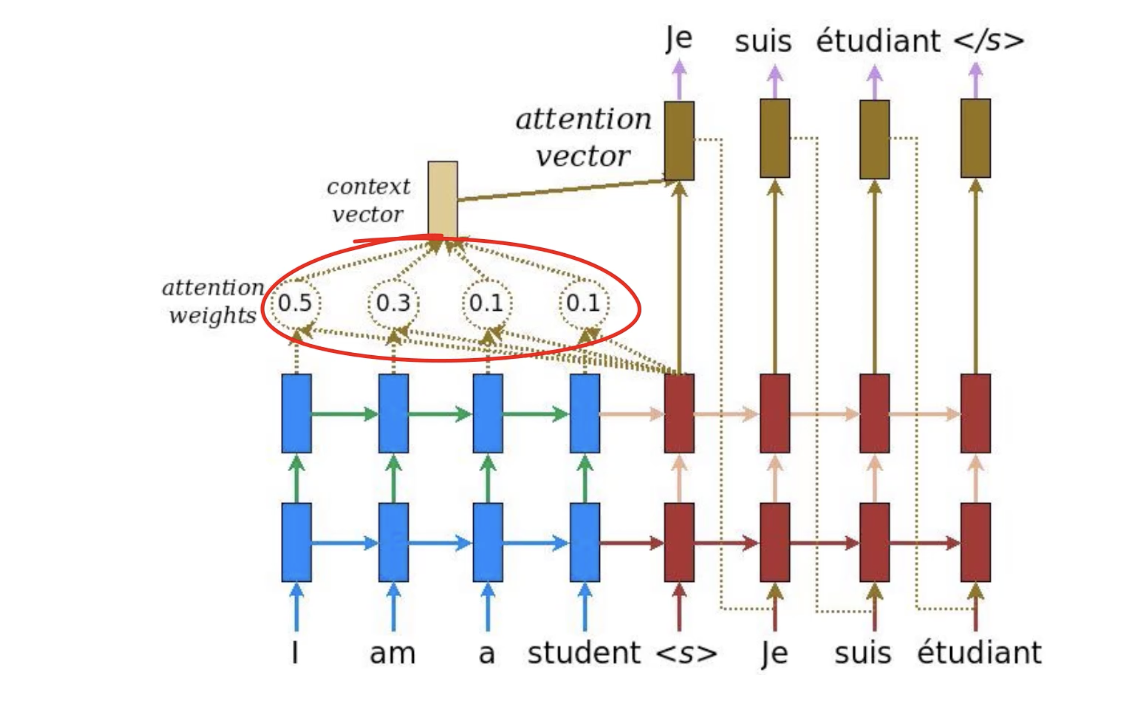 Je suis étudiant </s>
attention
vector
context
vector
attention
weights
0.5 0.3 0.1 0.1
I am a student <s> Je suis étudiant